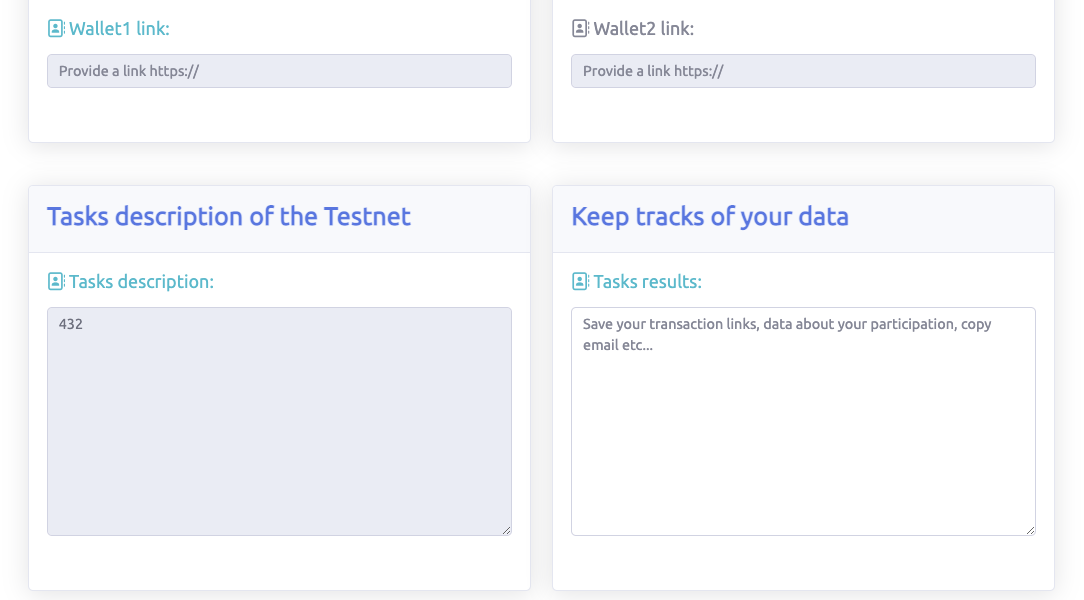 Wallet1 link:
Provide a link https://
Wallet2 link:
Provide a link https://
Tasks description of the Testnet
Tasks description:
432
Keep tracks of your data
Tasks results:
Save your transaction links, data about your participation, copy
email etc...